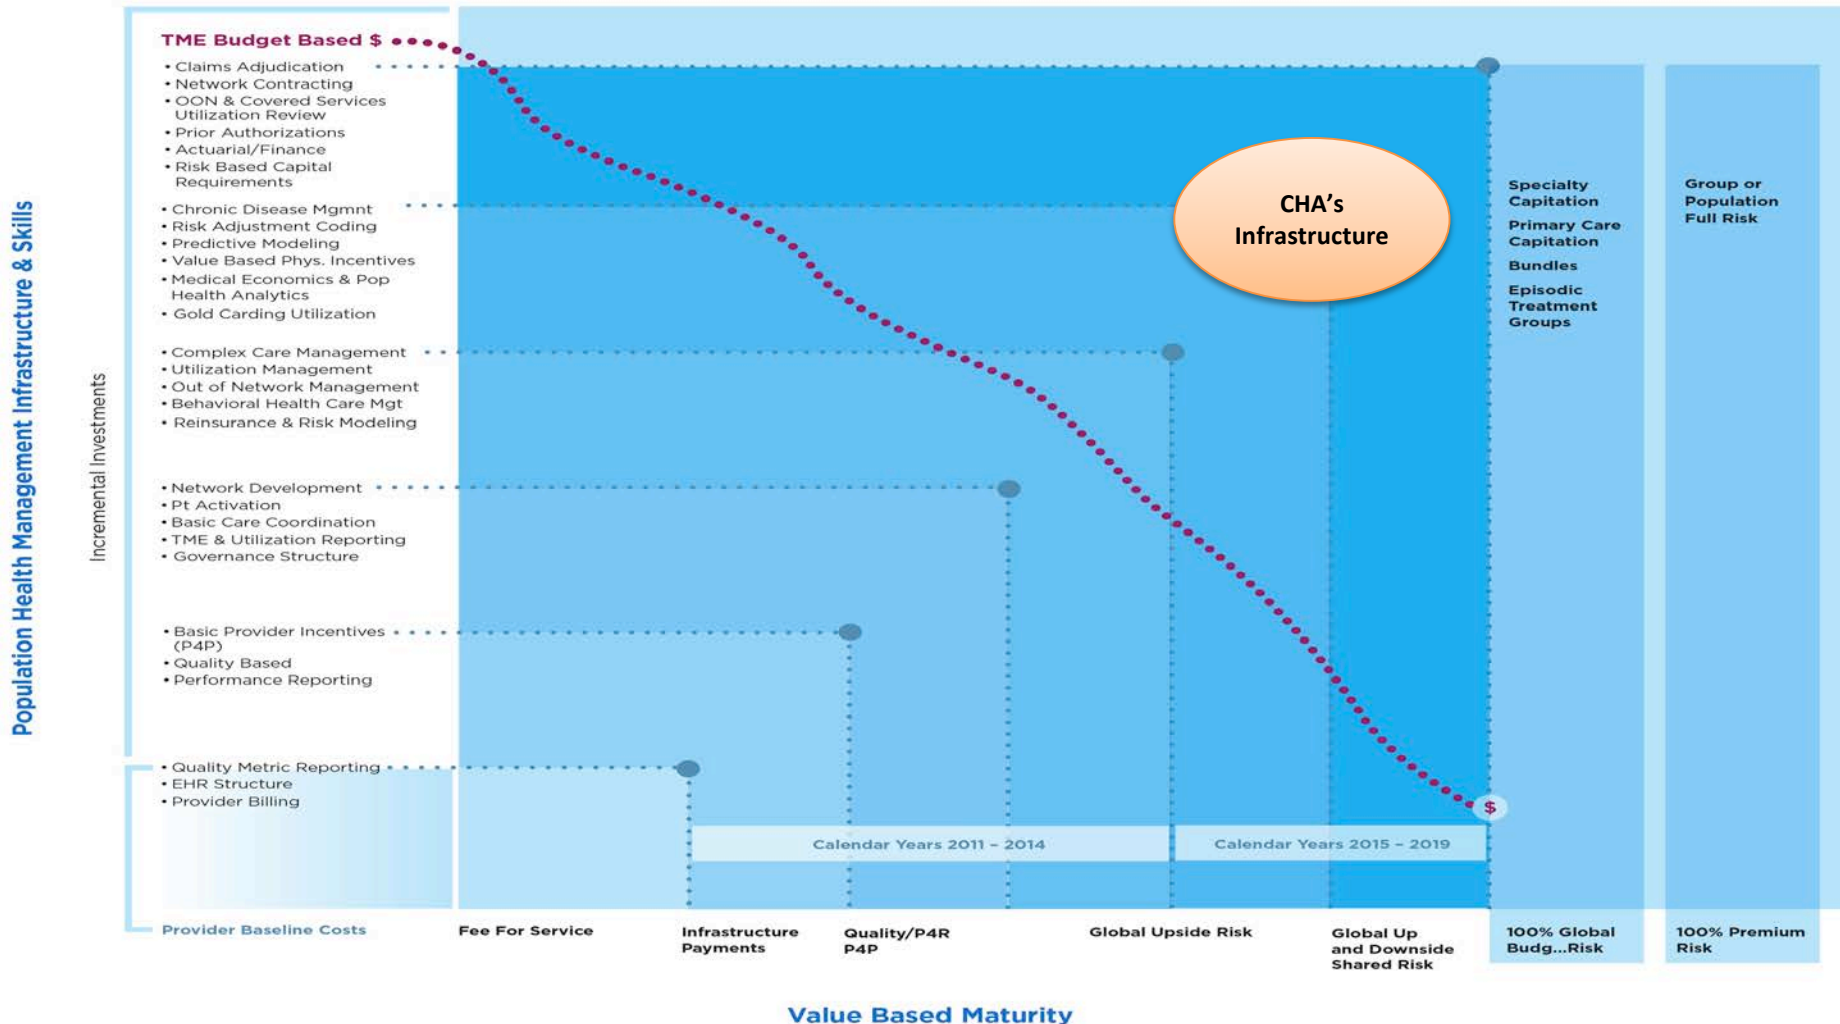 Population Health Management Infrastructure & Skills
Incremental Investments
TME Budget Based $
• Claims Adjudication
• Network Contracting
• OON & Covered Services
Utilization Review
• Prior Authorizations
• Actuarial/Finance
• Risk Based Capital
Requirements
• Chronic Disease Mgmnt
• Risk Adjustment Coding
• Predictive Modeling
• Value Based Phys. Incentives
• Medical Economics & Pop
Health Analytics
• Gold Carding Utilization
• Complex Care Management
• Utilization Management
• Out of Network Management
• Behavioral Health Care Mgt
• Reinsurance & Risk Modeling
• Network Development
• Pt Activation
• Basic Care Coordination
• TME & Utilization Reporting
• Governance Structure
• Basic Provider Incentives
(P4P)
• Quality Based
• Performance Reporting
• Quality Metric Reporting
• EHR Structure
• Provider Billing
CHA's
Infrastructure
Specialty
Capitation
Primary Care
Capitation
Bundles
Episodic
Treatment
Groups
Group or
Population
Full Risk
$
Calendar Years 2011 – 2014
Calendar Years 2015 – 2019
Provider Baseline Costs
Fee For Service
Infrastructure
Payments
Quality/P4R
P4P
Global Upside Risk
Global Up
and Downside
Shared Risk
100% Global
Budg...Risk
100% Premium
Risk
Value Based Maturity